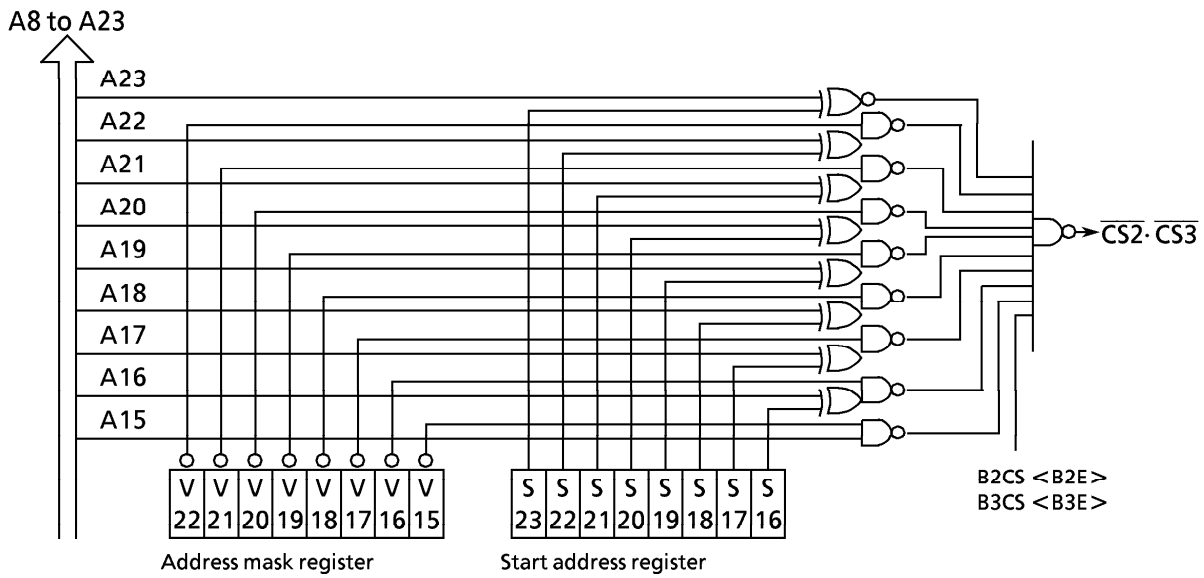 A8 to A23
A23
A22
A21
A20
A19
A18
A17
A16
A15
CS2· CS3
V V V V V V V V
22 21 20 19 18 17 16 15
S S S S S S S S
23 22 21 20 19 18 17 16
B2CS <B2E>
B3CS <B3E>
Address mask register
Start address register